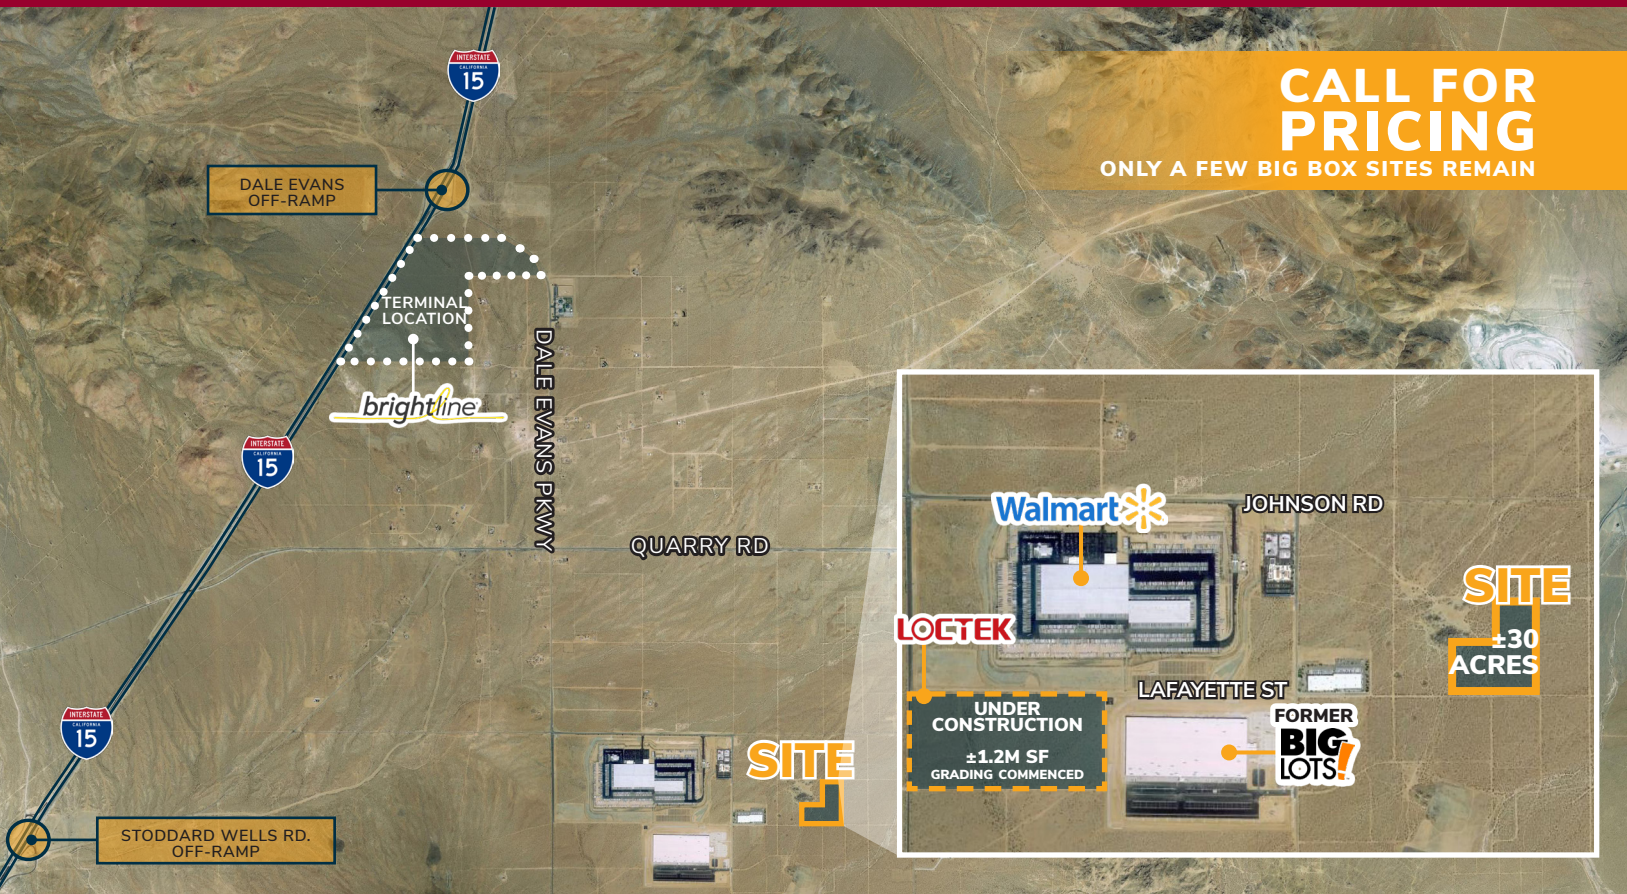 INTERSTATE
CALIFORNIA
15
CALL FOR
PRICING
ONLY A FEW BIG BOX SITES REMAIN
DALE EVANS
OFF-RAMP
TERMINAL
LOCATION
brightline
DALE EVANS PKWY
INTERSTATE
CALIFORNIA
15
QUARRY RD
Walmart
JOHNSON RD
SITE
±30
ACRES
LOCTEK
LAFAYETTE ST
UNDER
CONSTRUCTION
±1.2M SF
GRADING COMMENCED
FORMER
BIG
LOTS!
INTERSTATE
CALIFORNIA
15
SITE
STODDARD WELLS RD.
OFF-RAMP